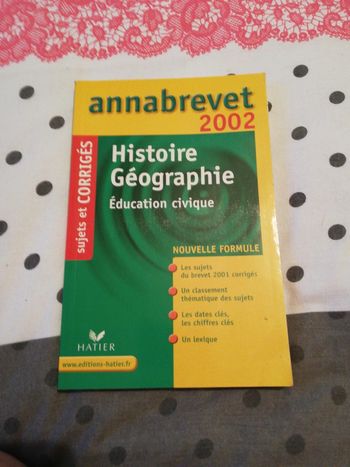 annabrevet
2002
sujets et CORRIGÉS
Histoire
Géographie
Éducation civique
NOUVELLE FORMULE
Les sujets
du brevet 2001 corrigés
Un classement
thématique des sujets
Les dates clés,
les chiffres clés
Un lexique
HATIER
www.editions-hatier.fr